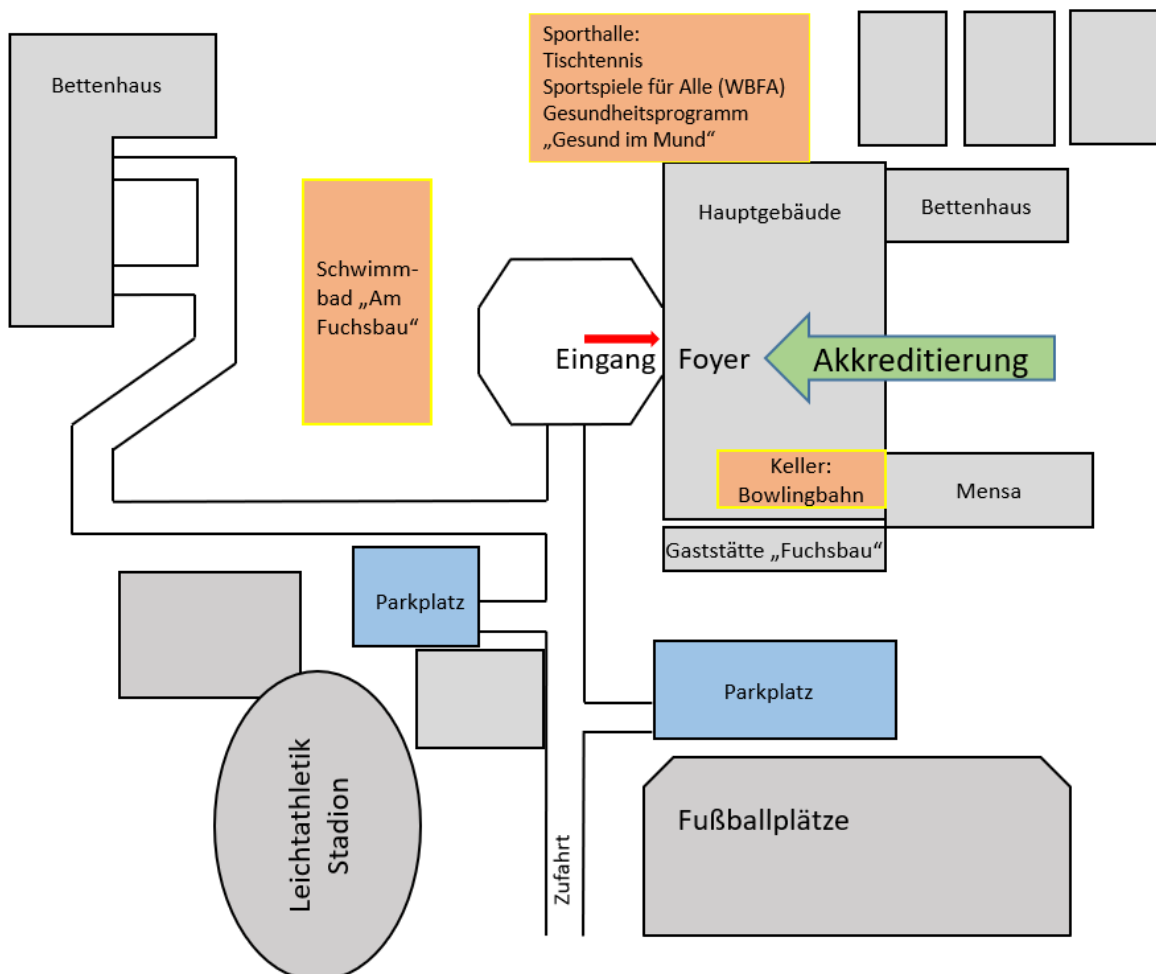 Sporthalle:
Tischtennis
Sportspiele für Alle (WBFA)
Gesundheitsprogramm
„Gesund im Mund“
Bettenhaus
Hauptgebäude
Bettenhaus
Schwimm-
bad „Am
Fuchsbau“
Eingang
Foyer
Akkreditierung
Keller:
Bowlingbahn
Mensa
Gaststätte „Fuchsbau“
Parkplatz
Parkplatz
Leichtathletik
Stadion
Zufahrt
Fußballplätze